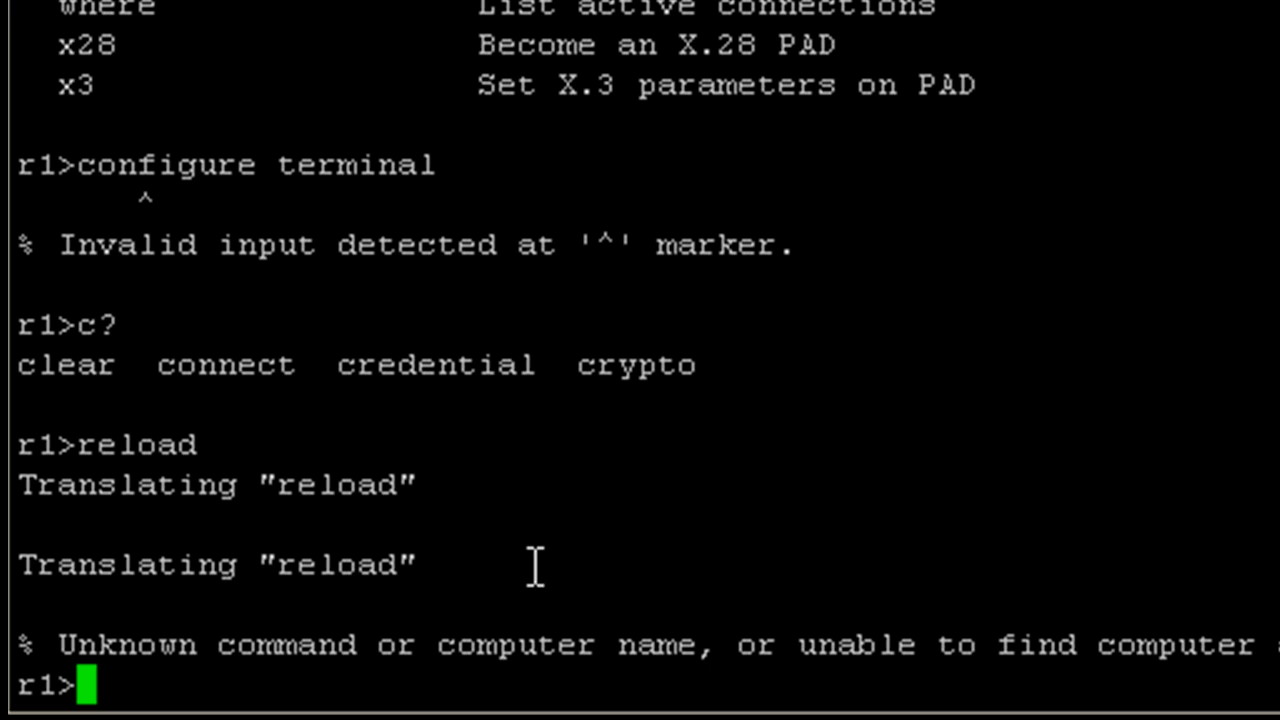 where List active connections
x28 Become an X.28 PAD
x3 Set X.3 parameters on PAD
r1>configure terminal
^
% Invalid input detected at '^' marker.
r1>c?
clear connect credential crypto
r1>reload
Translating "reload"
Translating "reload"
% Unknown command or computer name, or unable to find computer
r1>